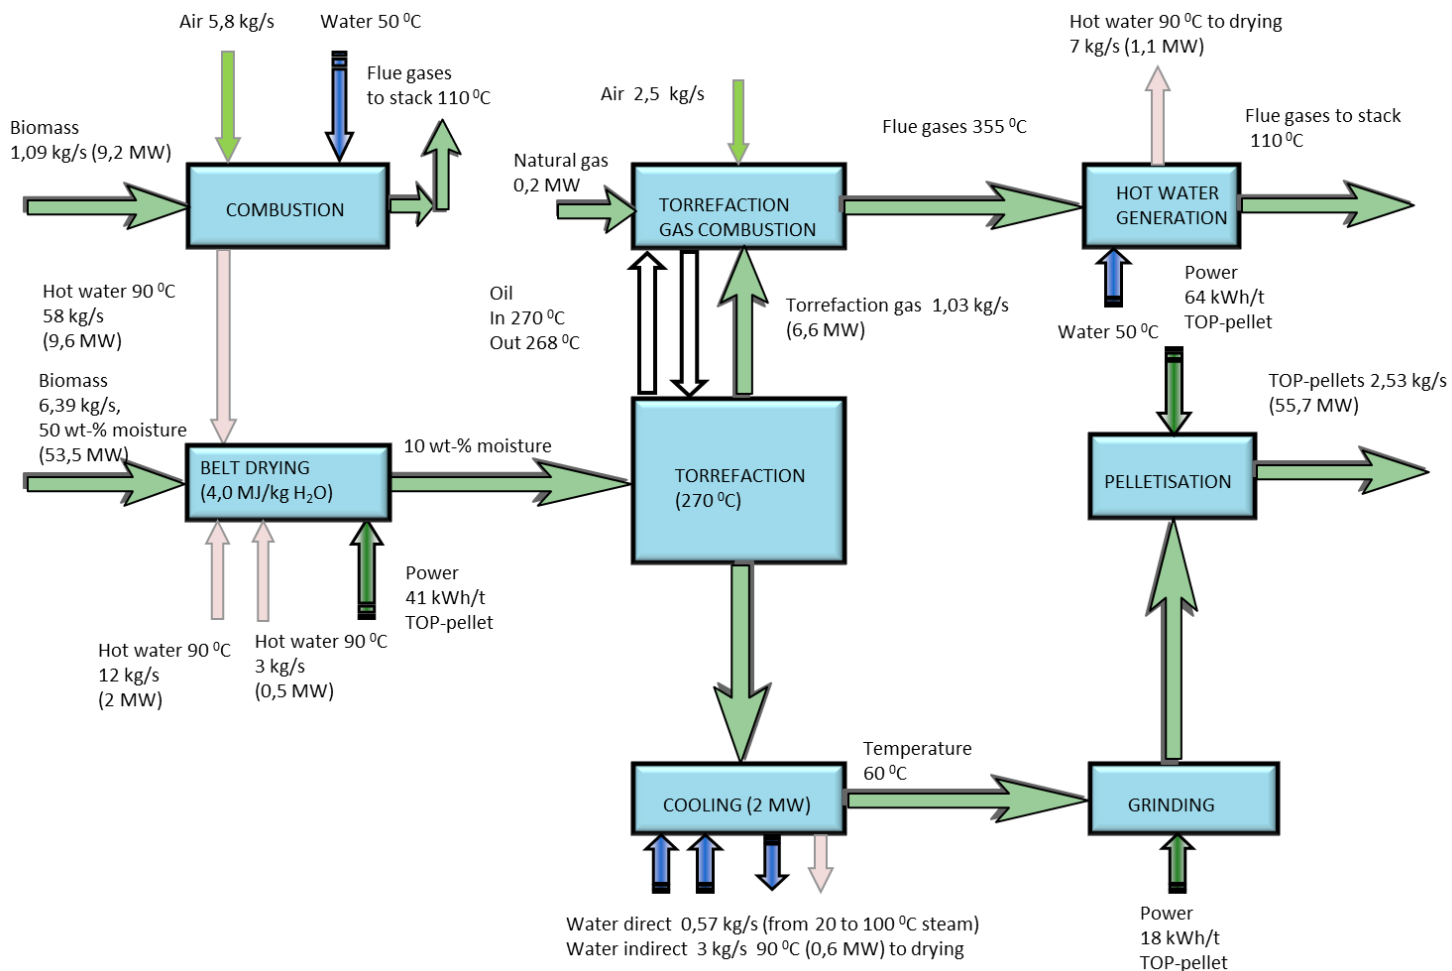 Air 5,8 kg/s
Water 50 ⁰C
Flue gases
to stack 110 ⁰C
Biomass
1,09 kg/s (9,2 MW)
COMBUSTION
Hot water 90 ⁰C
58 kg/s
(9,6 MW)
Biomass
6,39 kg/s,
50 wt-% moisture
(53,5 MW)
BELT DRYING
(4,0 MJ/kg H₂O)
10 wt-% moisture
Hot water 90 ⁰C
12 kg/s
(2 MW)
Hot water 90 ⁰C
3 kg/s
(0,5 MW)
Power
41 kWh/t
TOP-pellet
Air 2,5 kg/s
Natural gas
0,2 MW
TORREFACTION
GAS COMBUSTION
Flue gases 355 ⁰C
Oil
In 270 ⁰C
Out 268 ⁰C
Torrefaction gas 1,03 kg/s
(6,6 MW)
TORREFACTION
(270 ⁰C)
COOLING (2 MW)
Temperature
60 ⁰C
Water direct 0,57 kg/s (from 20 to 100 ⁰C steam)
Water indirect 3 kg/s 90 ⁰C (0,6 MW) to drying
Hot water 90 ⁰C to drying
7 kg/s (1,1 MW)
Flue gases to stack
110 ⁰C
HOT WATER
GENERATION
Water 50 ⁰C
Power
64 kWh/t
TOP-pellet
TOP-pellets 2,53 kg/s
(55,7 MW)
PELLETISATION
GRINDING
Power
18 kWh/t
TOP-pellet